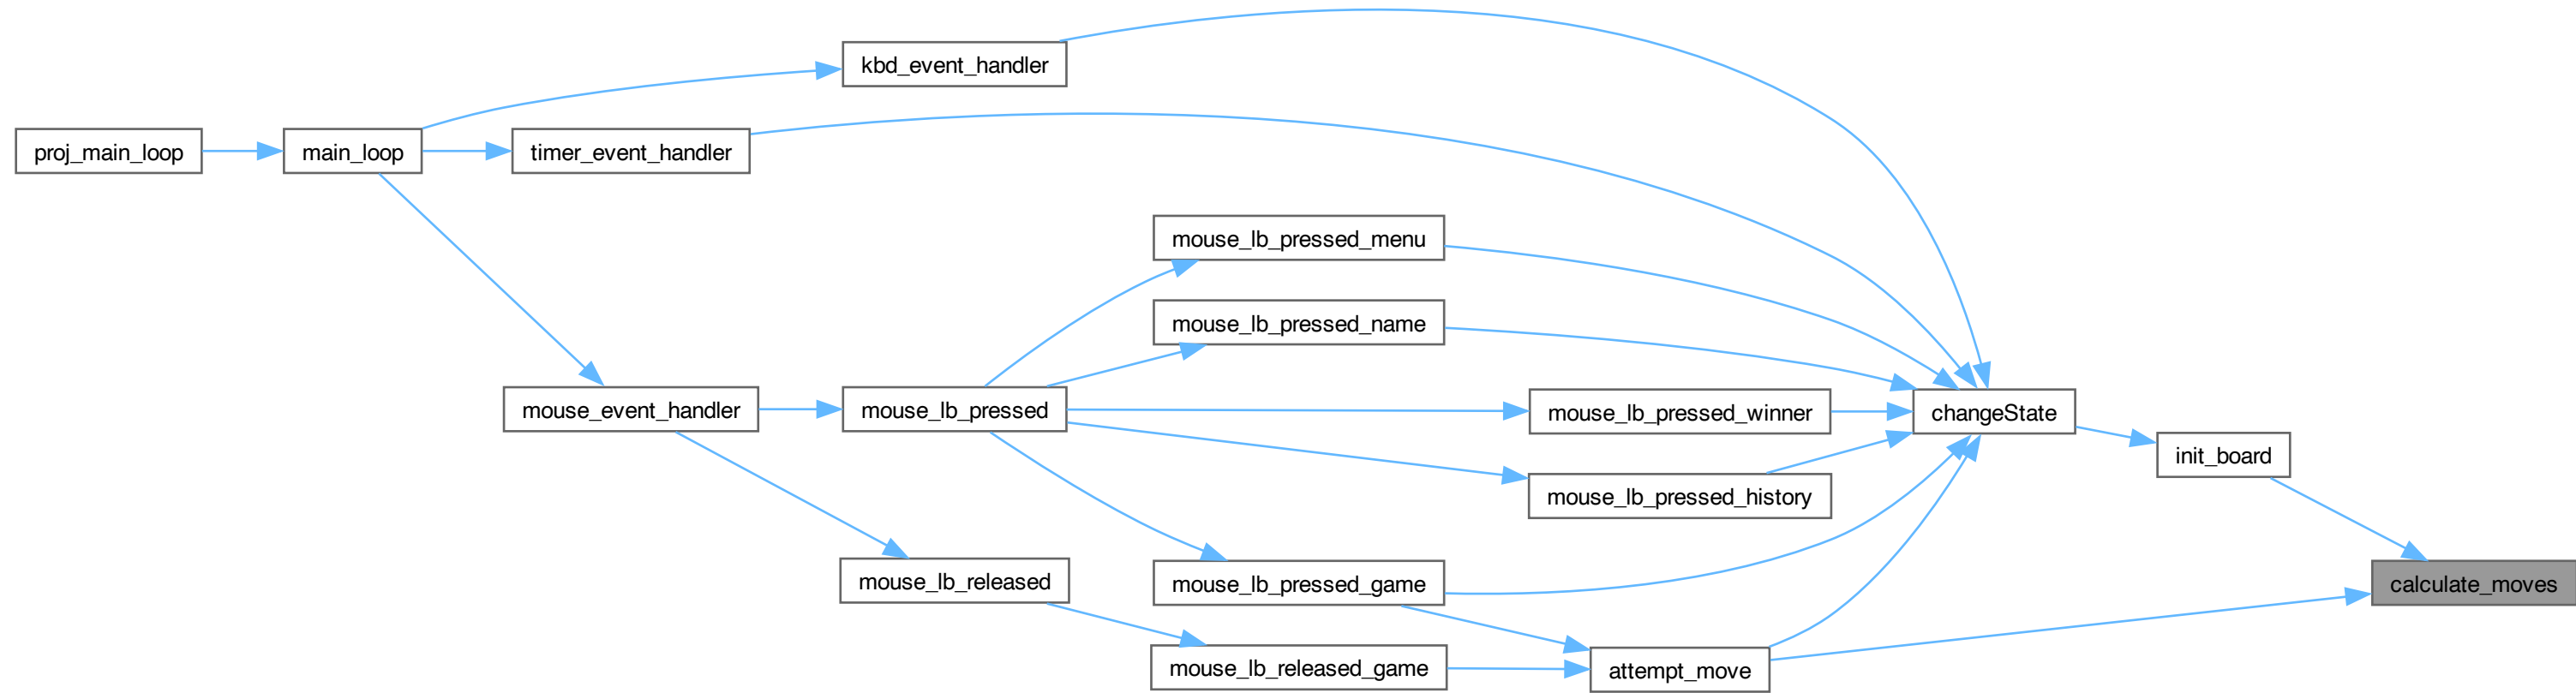 kbd_event_handler
proj_main_loop
main_loop
timer_event_handler
mouse_lb_pressed_menu
mouse_lb_pressed_name
mouse_event_handler
mouse_lb_pressed
mouse_lb_pressed_winner
changeState
init_board
mouse_lb_pressed_history
mouse_lb_released
mouse_lb_pressed_game
calculate_moves
mouse_lb_released_game
attempt_move